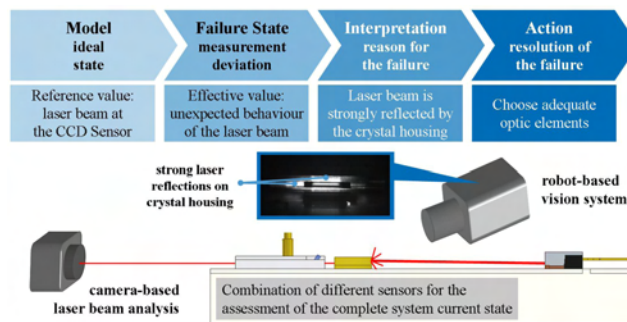 Model
ideal
state
Failure State
measurement
deviation
Interpretation
reason for
the failure
Action
resolution of
the failure
Reference value:
laser beam at
the CCD Sensor
Effective value:
unexpected behaviour
of the laser beam
Laser beam is
strongly reflected by
the crystal housing
Choose adequate
optic elements
strong laser
reflections on
crystal housing
robot-based
vision system
camera-based
laser beam analysis
Combination of different sensors for the
assessment of the complete system current state